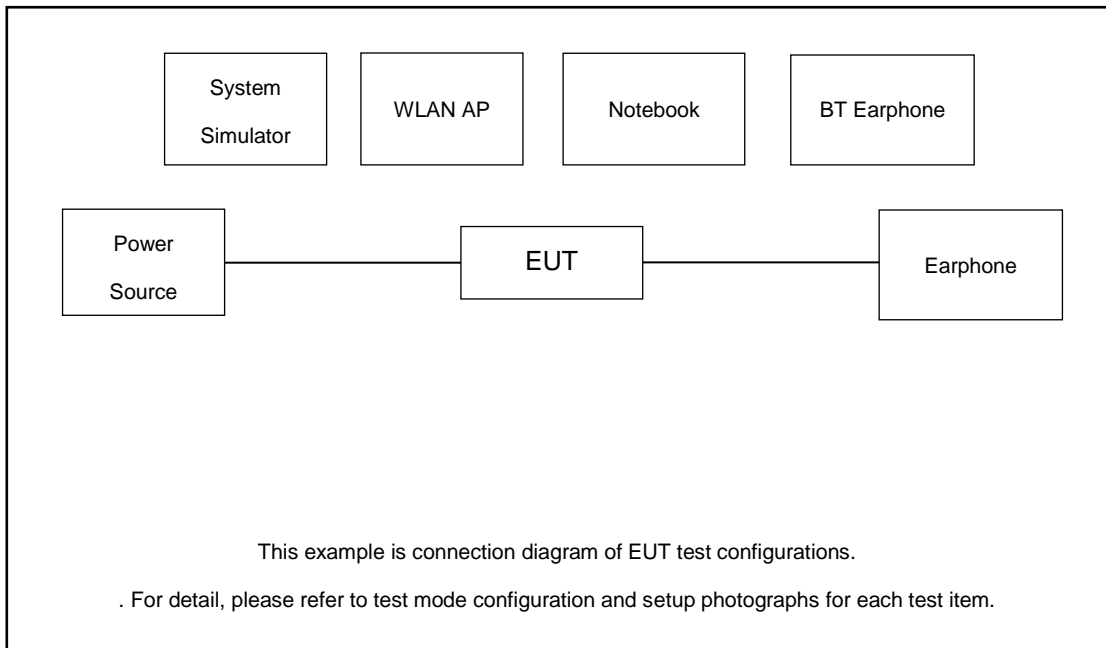 System
Simulator
WLAN AP
Notebook
BT Earphone
Power
Source
EUT
Earphone
This example is connection diagram of EUT test configurations.
. For detail, please refer to test mode configuration and setup photographs for each test item.